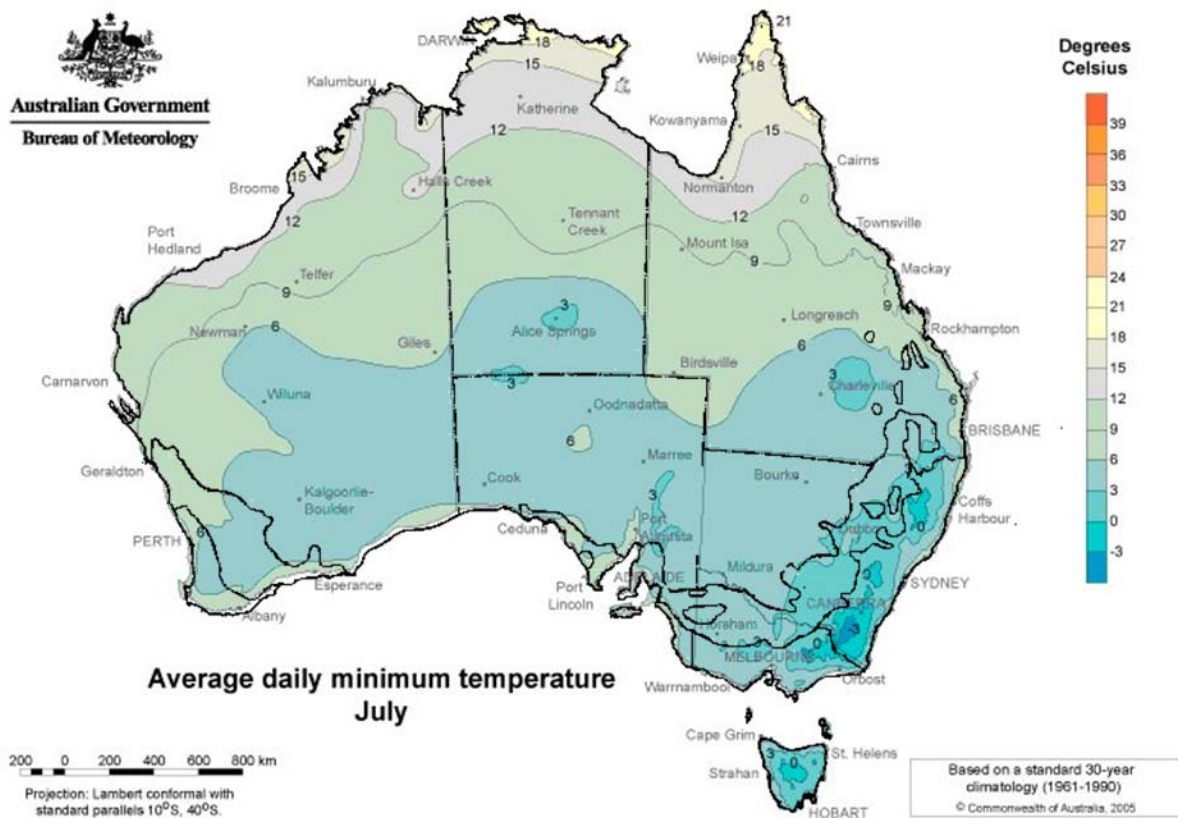 Australian Government
Bureau of Meteorology
Degrees
Celsius
39
36
33
30
27
24
21
18
15
12
9
6
3
0
-3
21
DARWIN
18
Weipa
18
15
Kalumburu
Katherine
Kowanyama
12
15
Cairns
Broome
15
Halls Creek
Normanton
12
12
Port
Hedland
Tennant
Creek
Townsville
Mount Isa
9
Mackay
Telfer
9
9
3
Alice Springs
Longreach
Rockhampton
Newman
6
Giles
6
Birdsville
Carnarvon
3
3
Charleville
Wiluna
Oodnadatta
6
6
BRISBANE
Geraldton
Marree
Cook
Bourke
Kalgoorlie-
Boulder
3
Coffs
Harbour
Ceduna
Port
Augusta
Dubbo
0
PERTH
6
Esperance
Port
Lincoln
ADELAIDE
Mildura
0
SYDNEY
Albany
CANBERRA
Horsham
-3
3
0
MELBOURNE
Warrnambool
Orbost
Average daily minimum temperature
July
Cape Grim
St. Helens
3
0
Strahan
HOBART
200 0 200 400 600 800 km
Projection: Lambert conformal with
standard parallels 10°S, 40°S.
Based on a standard 30-year
climatology (1961-1990)
© Commonwealth of Australia, 2005